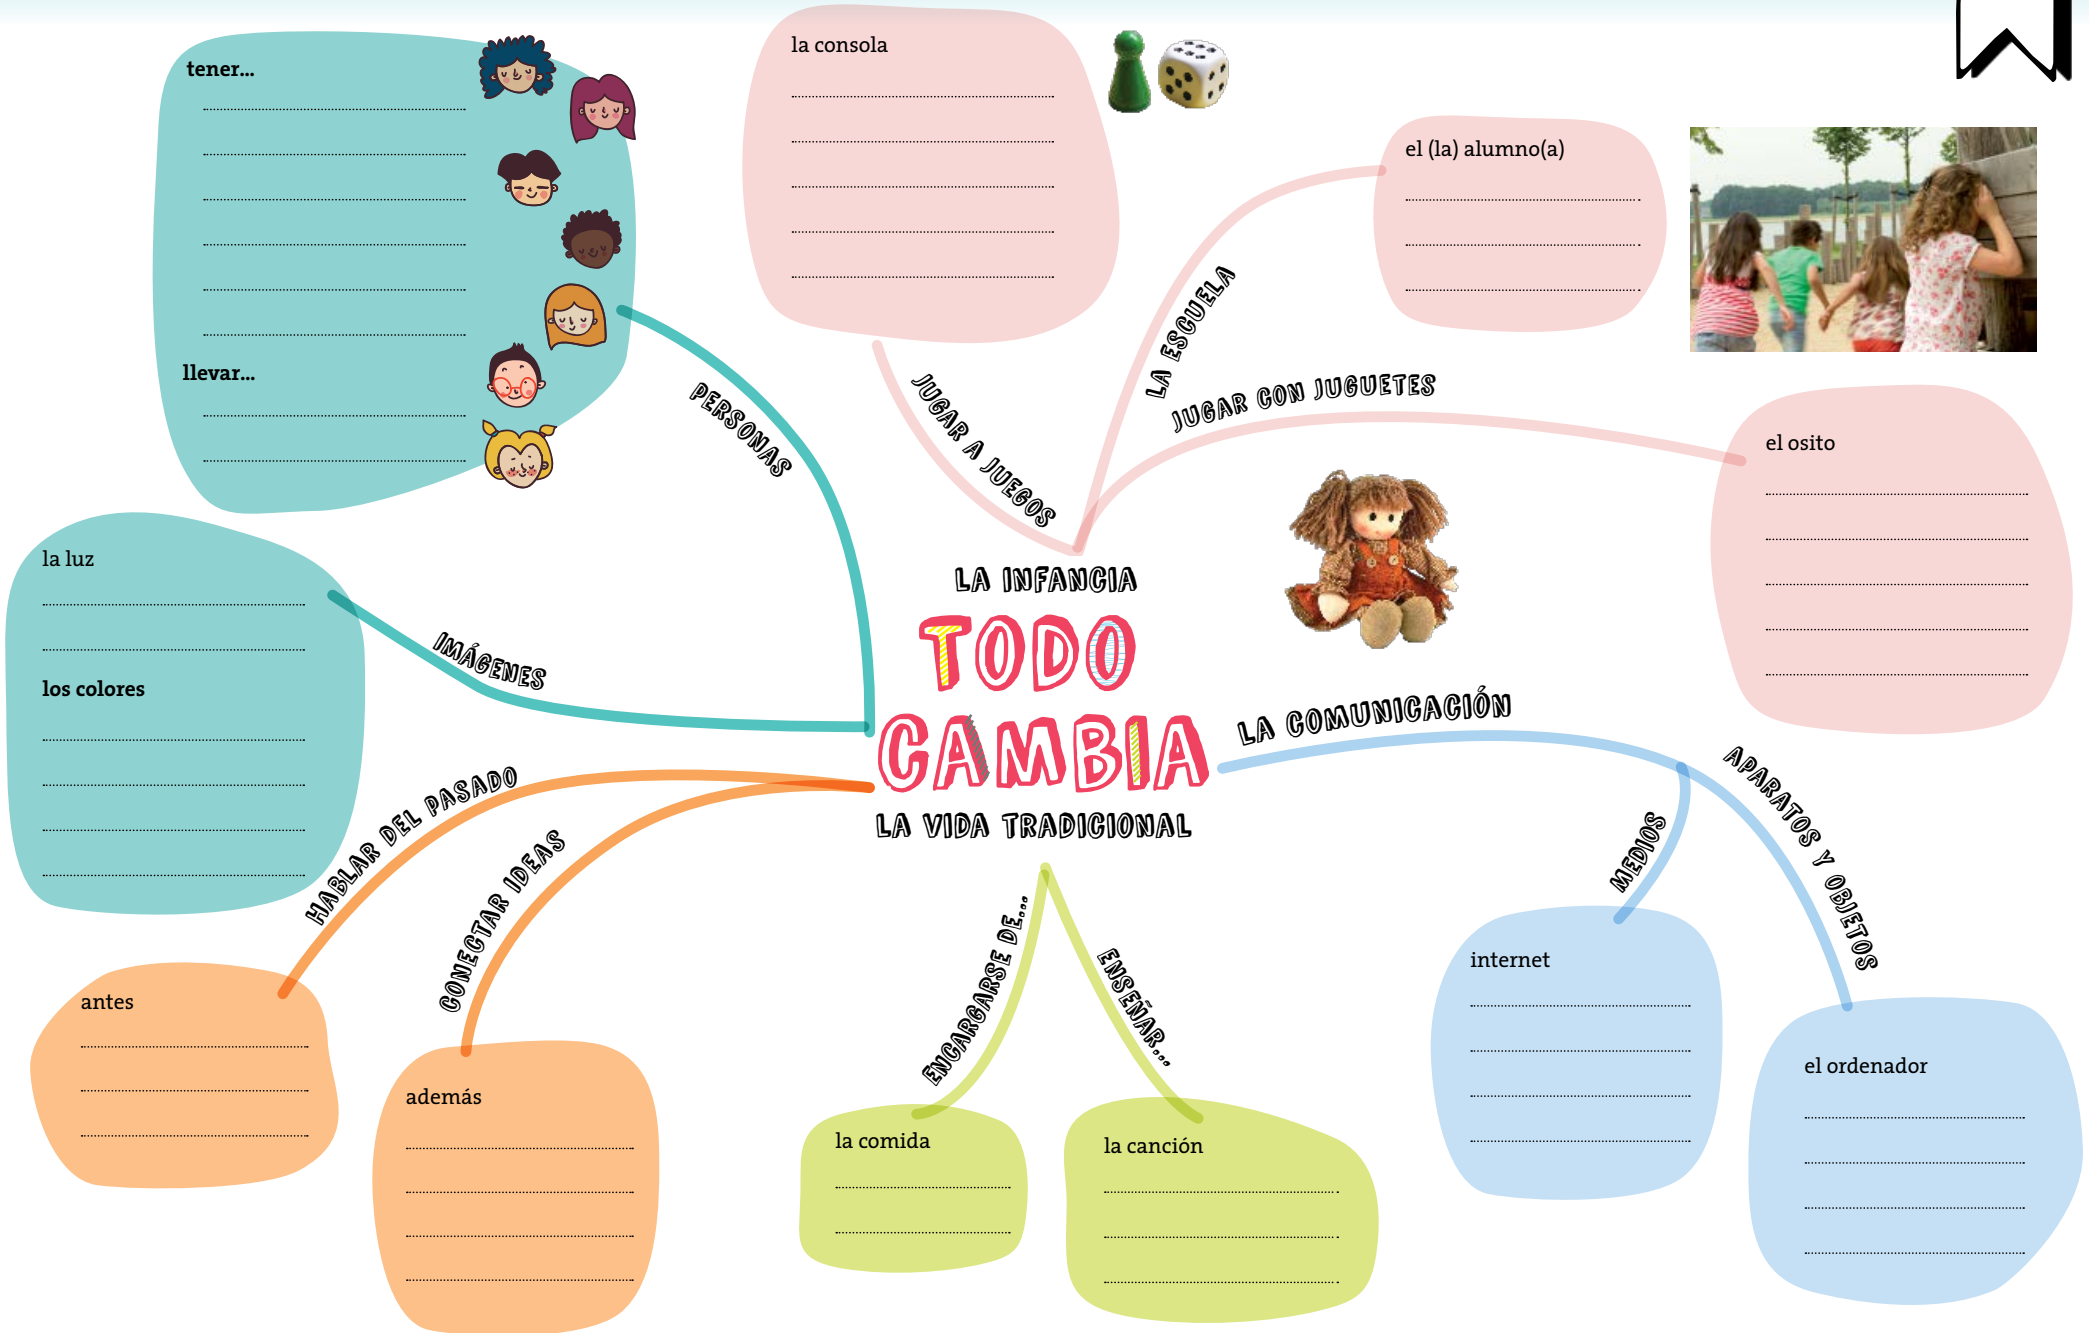 tener...
llevar...
PERSONAS
la consola
JUGAR A JUEGOS
el (la) alumno(a)
LA ESCUELA
JUGAR CON JUGUETES
el osito
la luz
los colores
IMÁGENES
LA INFANCIA
TODO
CAMBIA
LA VIDA TRADICIONAL
LA COMUNICACIÓN
MEDIOS
APARATOS Y OBJETOS
internet
el ordenador
HABLAR DEL PASADO
antes
CONECTAR IDEAS
además
ENCARGARSE DE...
la comida
ENSEÑAR...
la canción